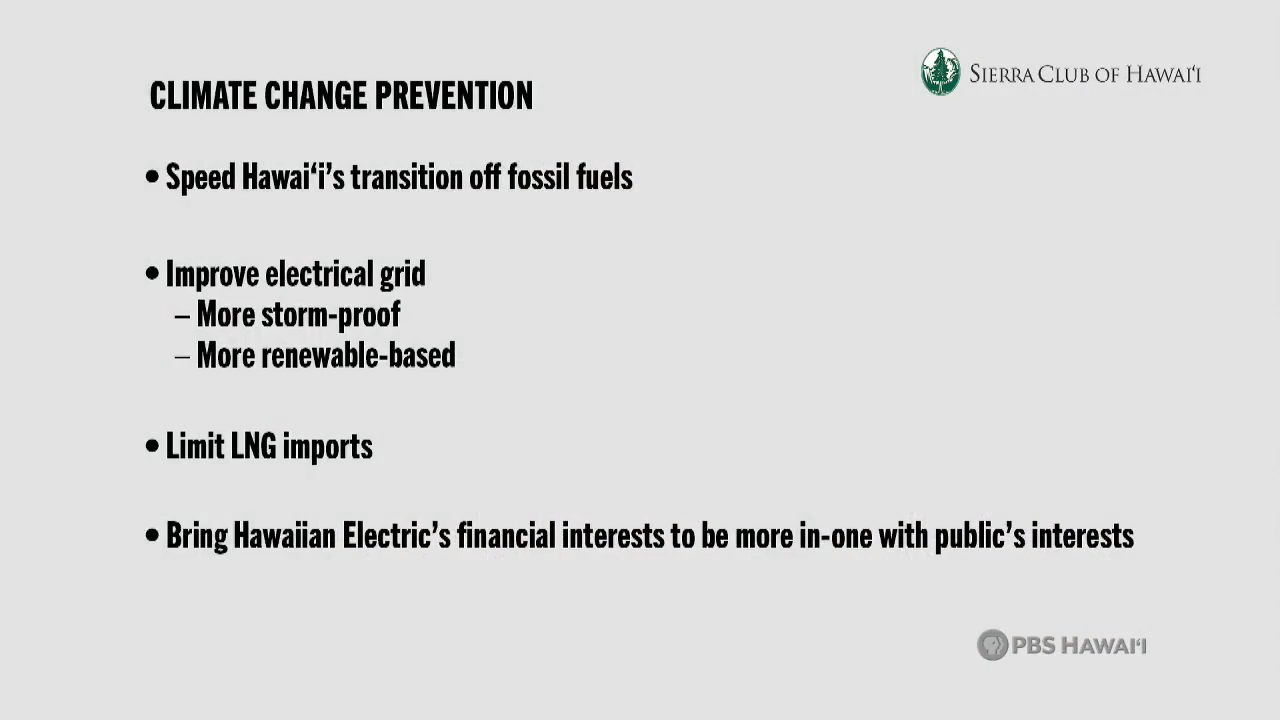 SIERRA CLUB OF HAWAIʻI
CLIMATE CHANGE PREVENTION
• Speed Hawaiʻi’s transition off fossil fuels
• Improve electrical grid
– More storm-proof
– More renewable-based
• Limit LNG imports
• Bring Hawaiian Electric’s financial interests to be more in-one with public’s interests
PBS HAWAIʻI